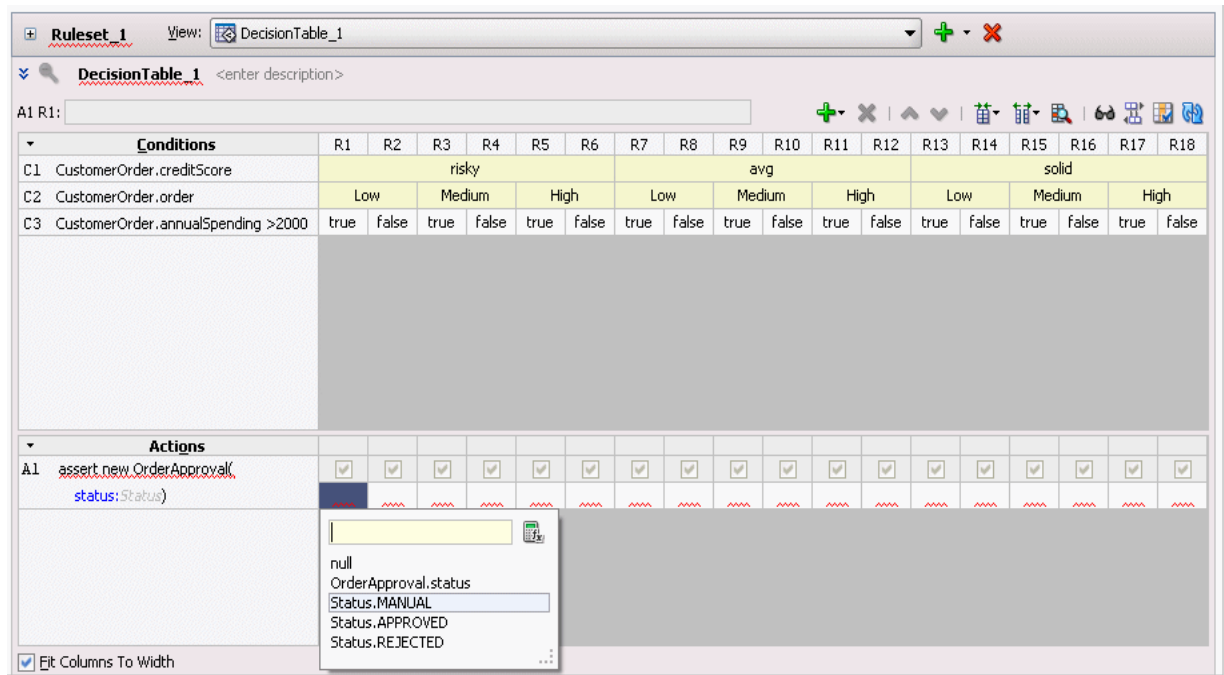 Ruleset_1 View: DecisionTable_1
DecisionTable_1 <enter description>
A1 R1:
Conditions R1 R2 R3 R4 R5 R6 R7 R8 R9 R10 R11 R12 R13 R14 R15 R16 R17 R18
C1 CustomerOrder.creditScore risky avg solid
C2 CustomerOrder.order Low Medium High Low Medium High Low Medium High
C3 CustomerOrder.annualSpending >2000 true false true false true false true false true false true false true false true false true false
Actions
A1 assert new OrderApproval(
status:Status)
null
OrderApproval.status
Status.MANUAL
Status.APPROVED
Status.REJECTED
Fit Columns To Width